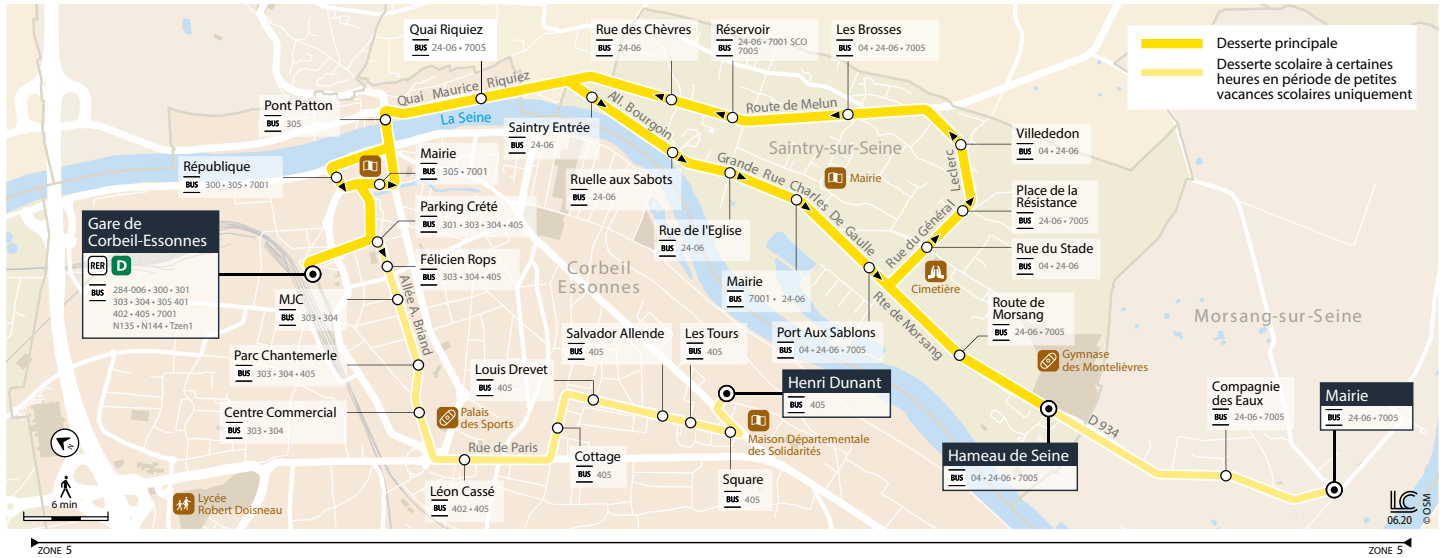 Quai Riquiez
BUS 24-06 • 7005
Rue des Chèvres
BUS 24-06
Réservoir
BUS 24-06 • 7001 SCO
7005
Les Brosses
BUS 04 • 24-06 • 7005
Desserte principale
Desserte scolaire à certaines
heures en période de petites
vacances scolaires uniquement
Pont Patton
BUS 305
Quai Maurice Riquiez
La Seine
Saintry Entrée
BUS 24-06
All. Bourgoin
Route de Melun
Villededon
BUS 04 • 24-06
République
BUS 300 • 305 • 7001
Mairie
BUS 305 • 7001
Ruelle aux Sabots
BUS 24-06
Grande Rue Charles De Gaulle
Saintry-sur-Seine
Mairie
Rue du Général Leclerc
Place de la
Résistance
BUS 24-06 • 7005
Gare de
Corbeil-Essonnes
RER D
BUS 284-006 • 300 • 301
303 • 304 • 305 401
402 • 405 • 7001
N135 • N144 • Tzen1
Parking Crété
BUS 301 • 303 • 304 • 405
Félicien Rops
BUS 303 • 304 • 405
Corbeil
Essonnes
Rue de l'Eglise
BUS 24-06
Mairie
BUS 7001 • 24-06
Rue du Stade
BUS 04 • 24-06
Cimetière
MJC
BUS 303 • 304
Allée A. Briand
Port Aux Sablons
BUS 04 • 24-06 • 7005
Rte de Morsang
Route de
Morsang
BUS 24-06 • 7005
Morsang-sur-Seine
Parc Chantemerle
BUS 303 • 304 • 405
Salvador Allende
BUS 405
Les Tours
BUS 405
Louis Drevet
BUS 405
Henri Dunant
BUS 405
Gymnase
des Montelièvres
Centre Commercial
BUS 303 • 304
Palais
des Sports
Rue de Paris
Cottage
BUS 405
Maison Départementale
des Solidarités
Square
BUS 405
Léon Cassé
BUS 402 • 405
Hameau de Seine
BUS 04 • 24-06 • 7005
D 934
Compagnie
des Eaux
BUS 24-06 • 7005
Mairie
BUS 24-06 • 7005
N
6 min
Lycée
Robert Doisneau
LC
06.20
© OSM
ZONE 5
ZONE 5